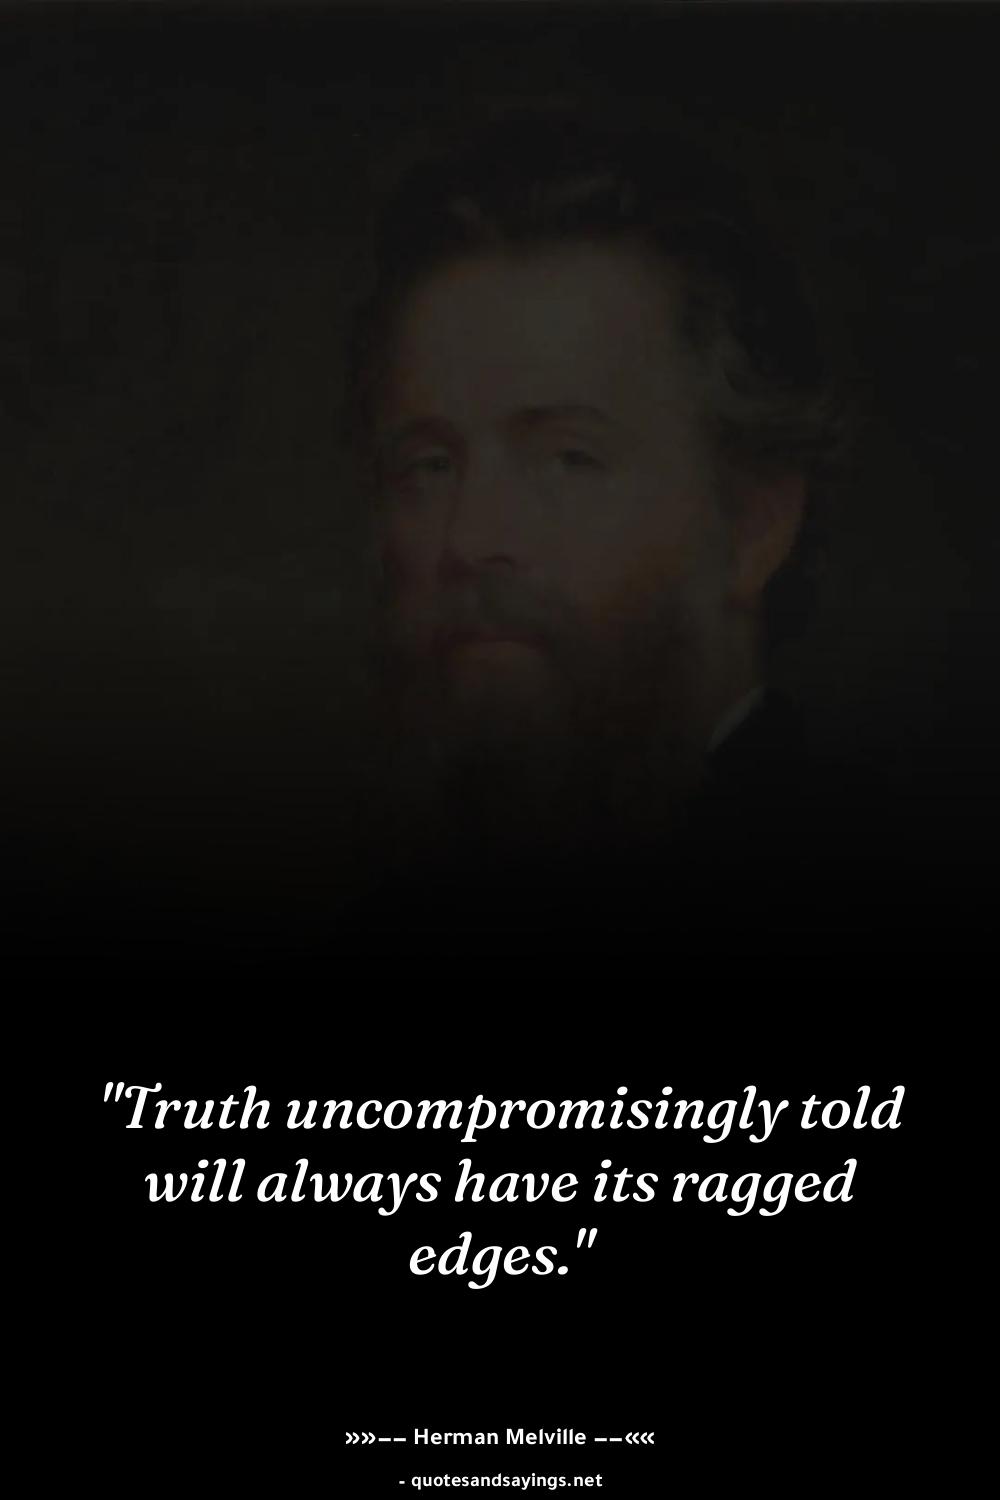 "Truth uncompromisingly told
will always have its ragged
edges."
»»−− Herman Melville −−««
- quotesandsayings.net